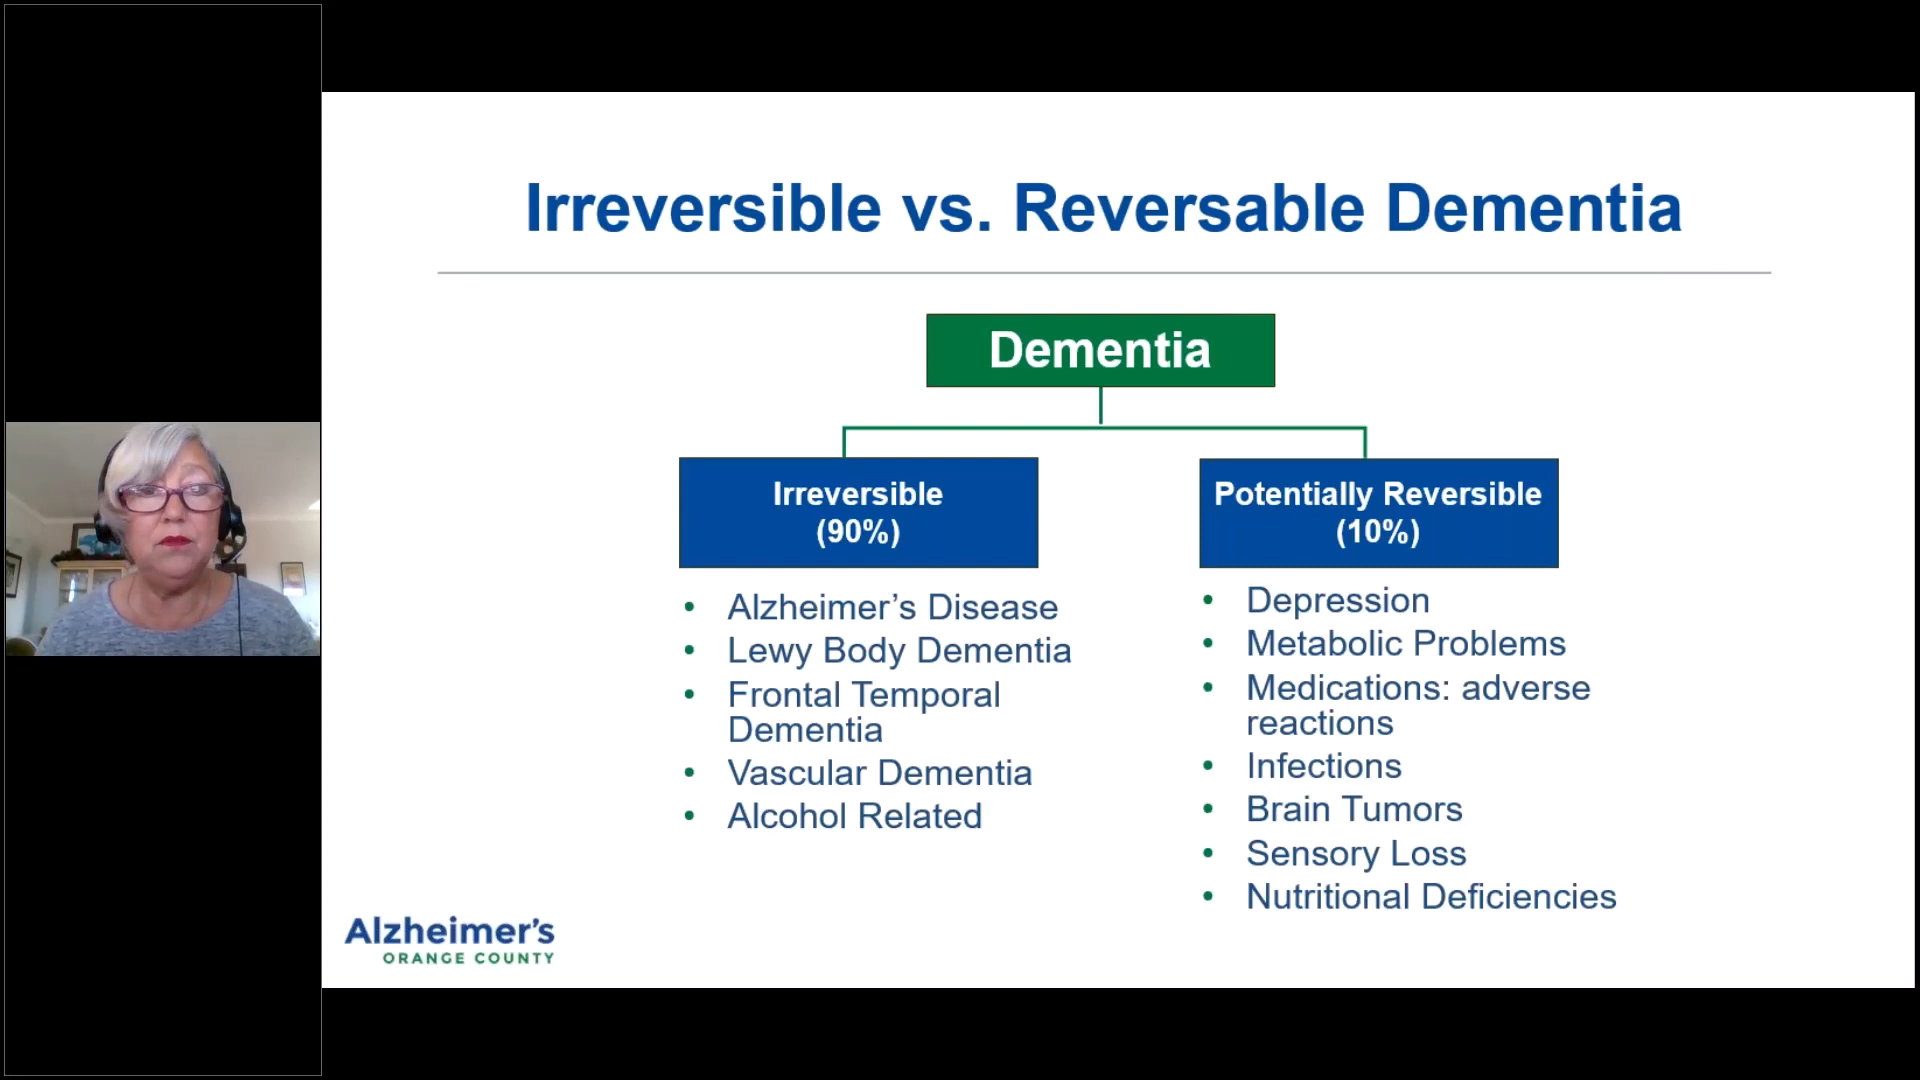 Irreversible vs. Reversable Dementia
Dementia
Irreversible
(90%)
• Alzheimer’s Disease
• Lewy Body Dementia
• Frontal Temporal
Dementia
• Vascular Dementia
• Alcohol Related
Potentially Reversible
(10%)
• Depression
• Metabolic Problems
• Medications: adverse
reactions
• Infections
• Brain Tumors
• Sensory Loss
• Nutritional Deficiencies
Alzheimer’s
ORANGE COUNTY